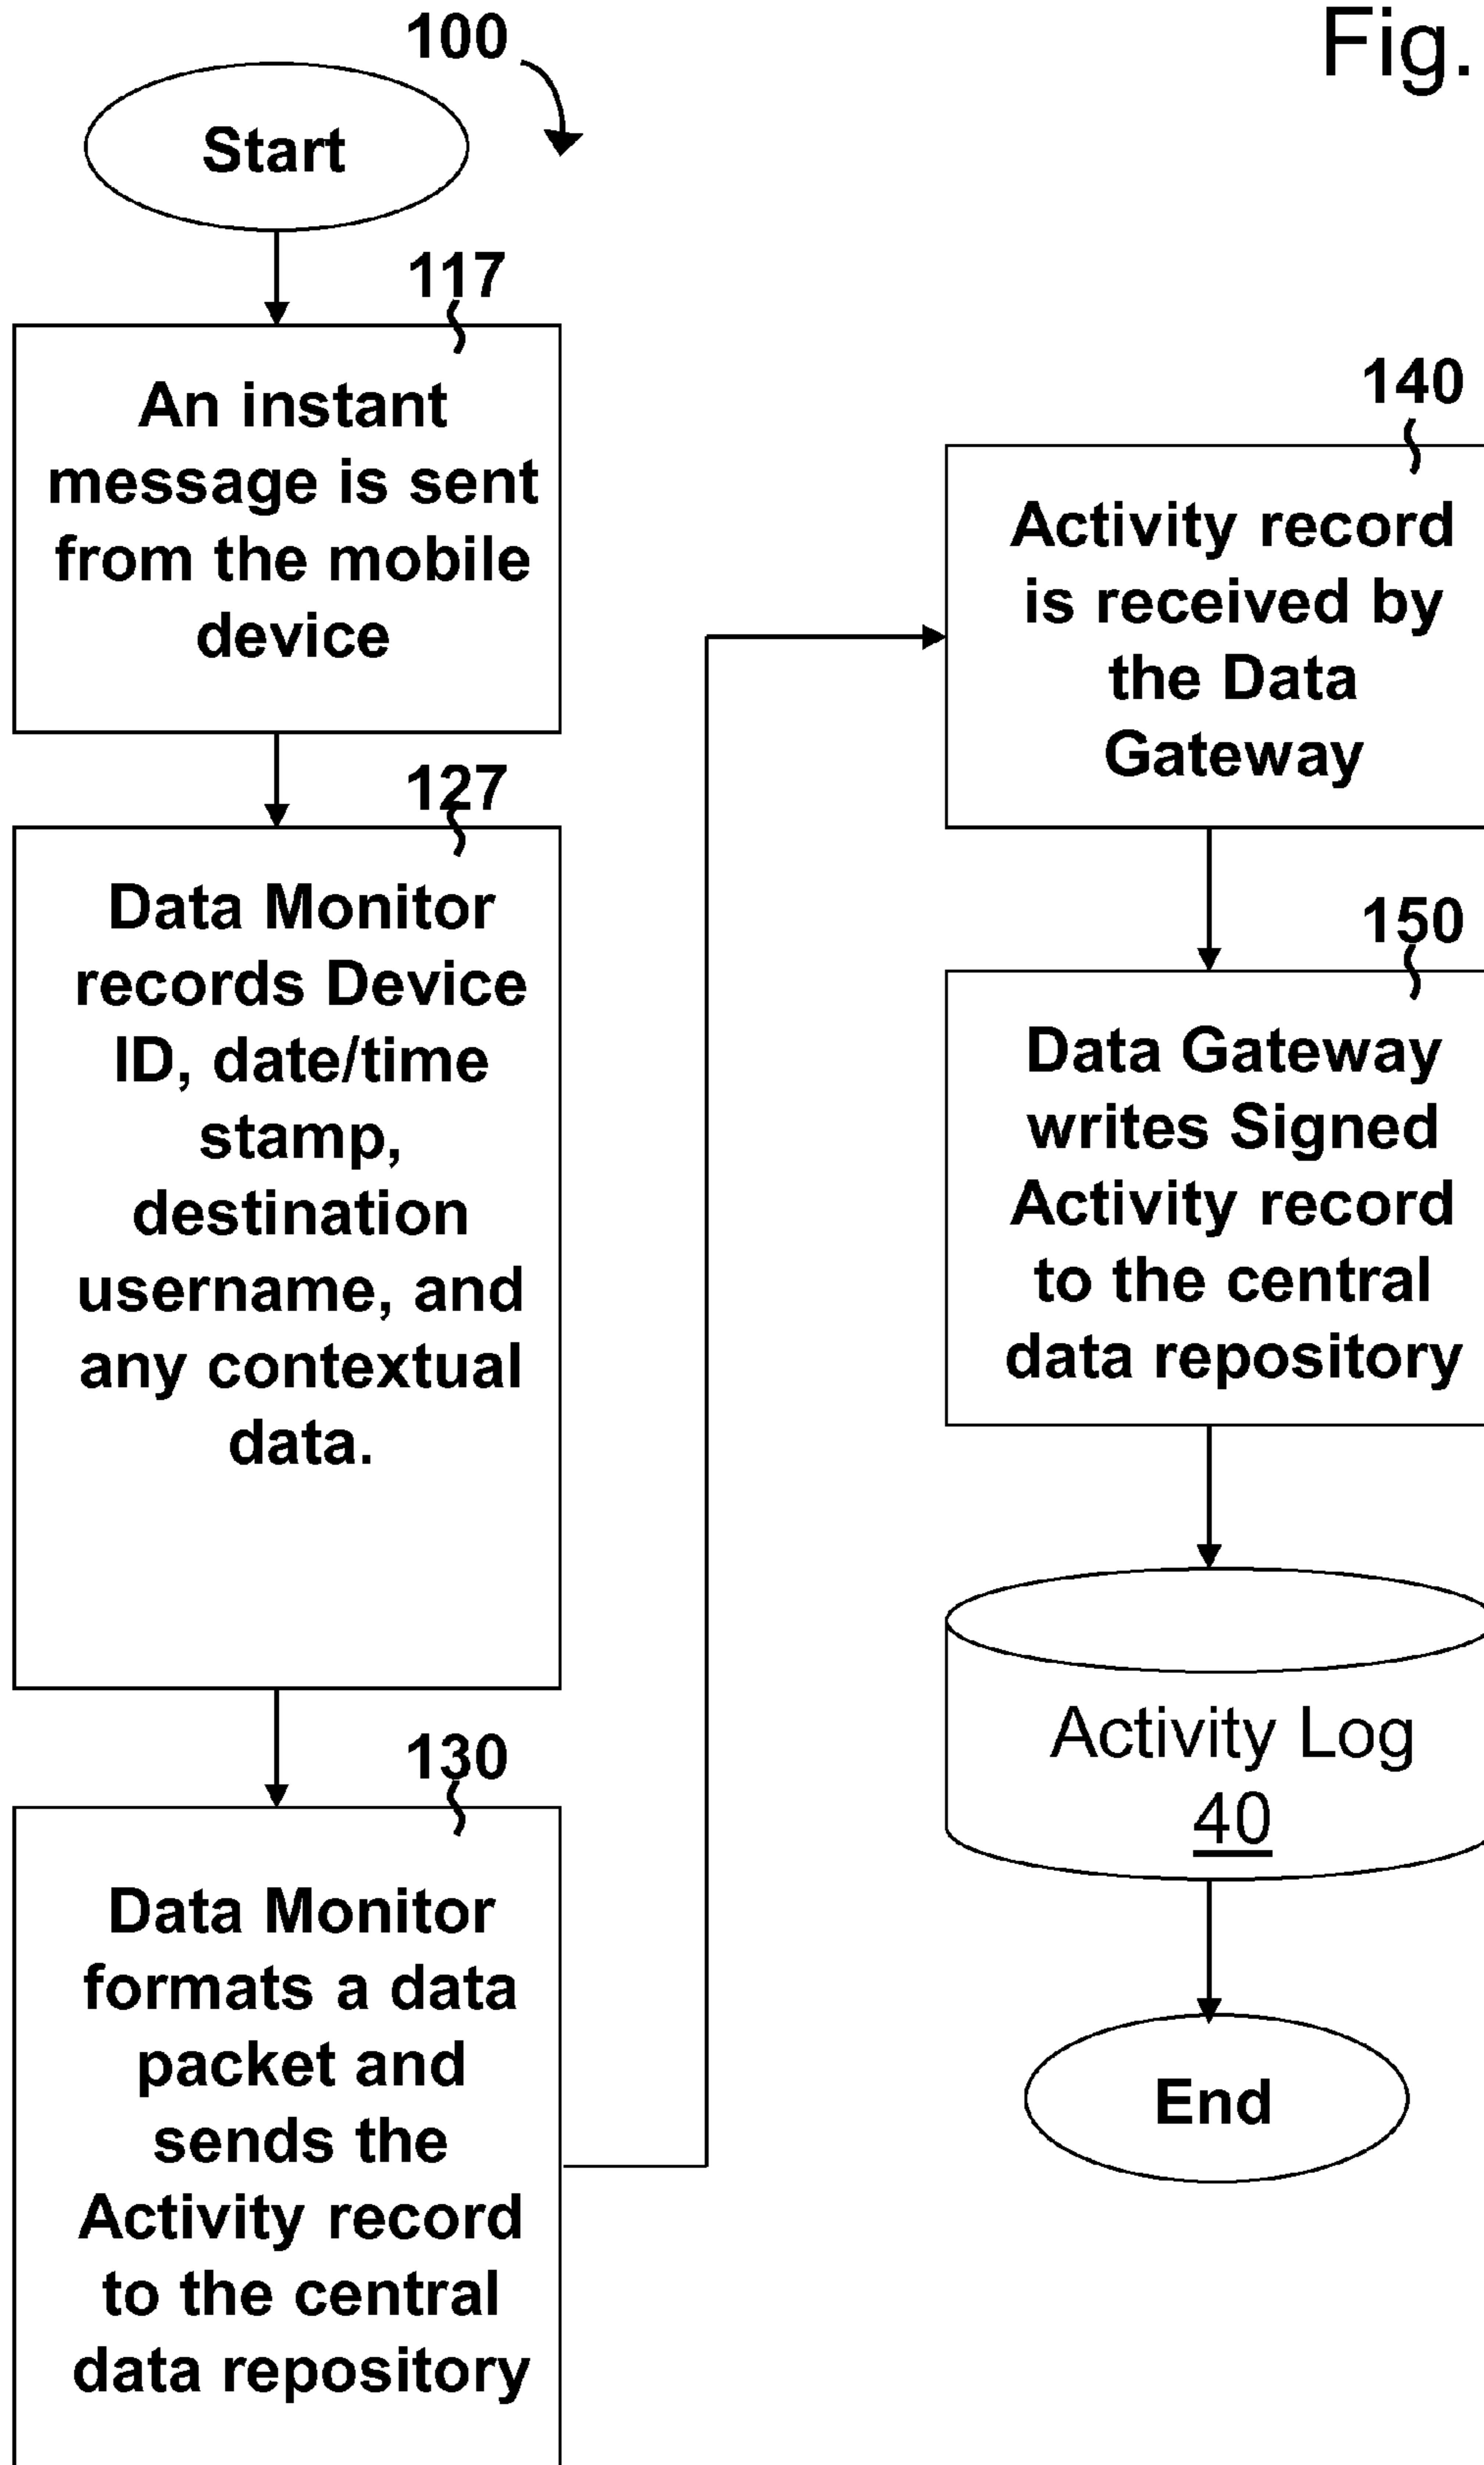 100
Fig.
Start
117
An instant
message is sent
from the mobile
device
127
Data Monitor
records Device
ID, date/time
stamp,
destination
username, and
any contextual
data.
130
Data Monitor
formats a data
packet and
sends the
Activity record
to the central
data repository
140
Activity record
is received by
the Data
Gateway
150
Data Gateway
writes Signed
Activity record
to the central
data repository
Activity Log
40
End